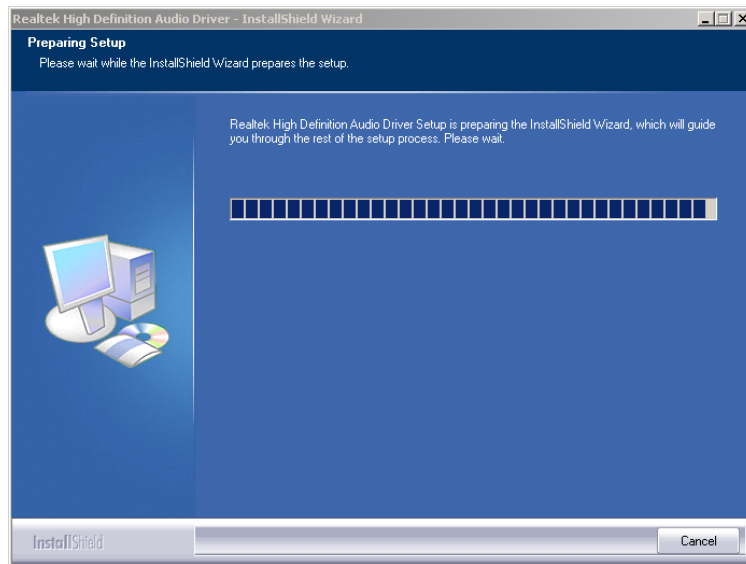 Realtek High Definition Audio Driver - InstallShield Wizard
Preparing Setup
Please wait while the InstallShield Wizard prepares the setup.
Realtek High Definition Audio Driver Setup is preparing the InstallShield Wizard, which will guide
you through the rest of the setup process. Please wait.
InstallShield
Cancel